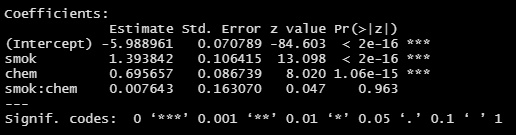 Coefficients:
Estimate Std. Error z value Pr(>|z|)
(Intercept) -5.988961 0.070789 -84.603 < 2e-16 ***
smok 1.393842 0.106415 13.098 < 2e-16 ***
chem 0.695657 0.086739 8.020 1.06e-15 ***
smok:chem 0.007643 0.163070 0.047 0.963
---
Signif. codes: 0 ‘***’ 0.001 ‘**’ 0.01 ‘*’ 0.05 ‘.’ 0.1 ‘ ’ 1